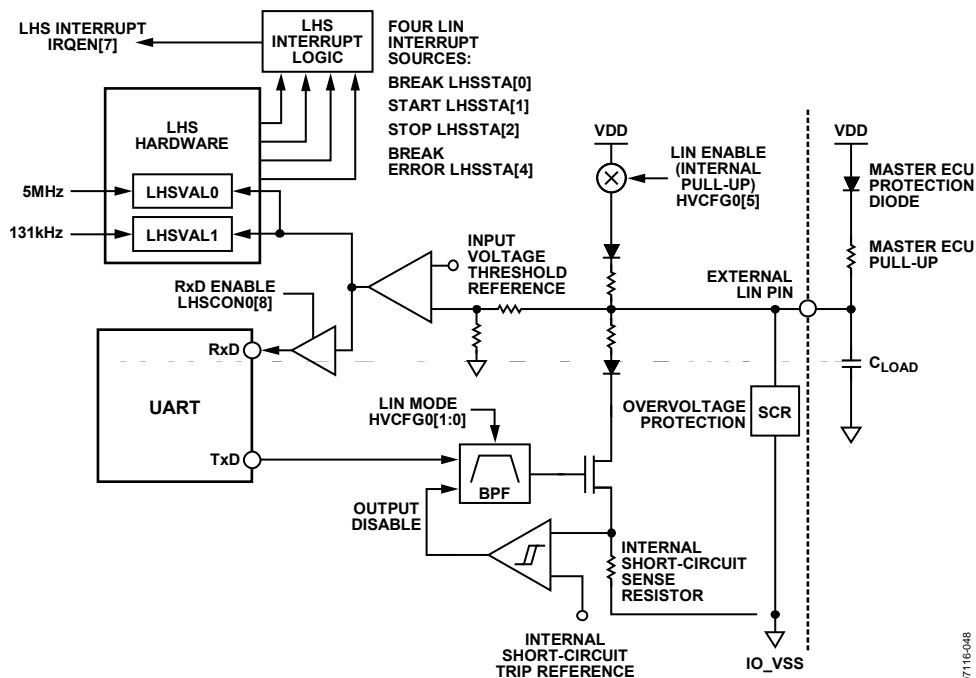 LHS INTERRUPT
IRQEN[7]
LHS
INTERRUPT
LOGIC
FOUR LIN
INTERRUPT
SOURCES:
BREAK LHSSTA[0]
START LHSSTA[1]
STOP LHSSTA[2]
BREAK
ERROR LHSSTA[4]
LHS
HARDWARE
5MHz
LHSVAL0
131kHz
LHSVAL1
VDD
LIN ENABLE
(INTERNAL
PULL-UP)
HVCFG0[5]
VDD
MASTER ECU
PROTECTION
DIODE
MASTER ECU
PULL-UP
INPUT
VOLTAGE
THRESHOLD
REFERENCE
EXTERNAL
LIN PIN
RxD ENABLE
LHSCON0[8]
RxD
UART
TxD
CLOAD
LIN MODE
HVCFG0[1:0]
OVERVOLTAGE
PROTECTION
SCR
BPF
OUTPUT
DISABLE
INTERNAL
SHORT-CIRCUIT
SENSE
RESISTOR
INTERNAL
SHORT-CIRCUIT
TRIP REFERENCE
IO_VSS
07116-048